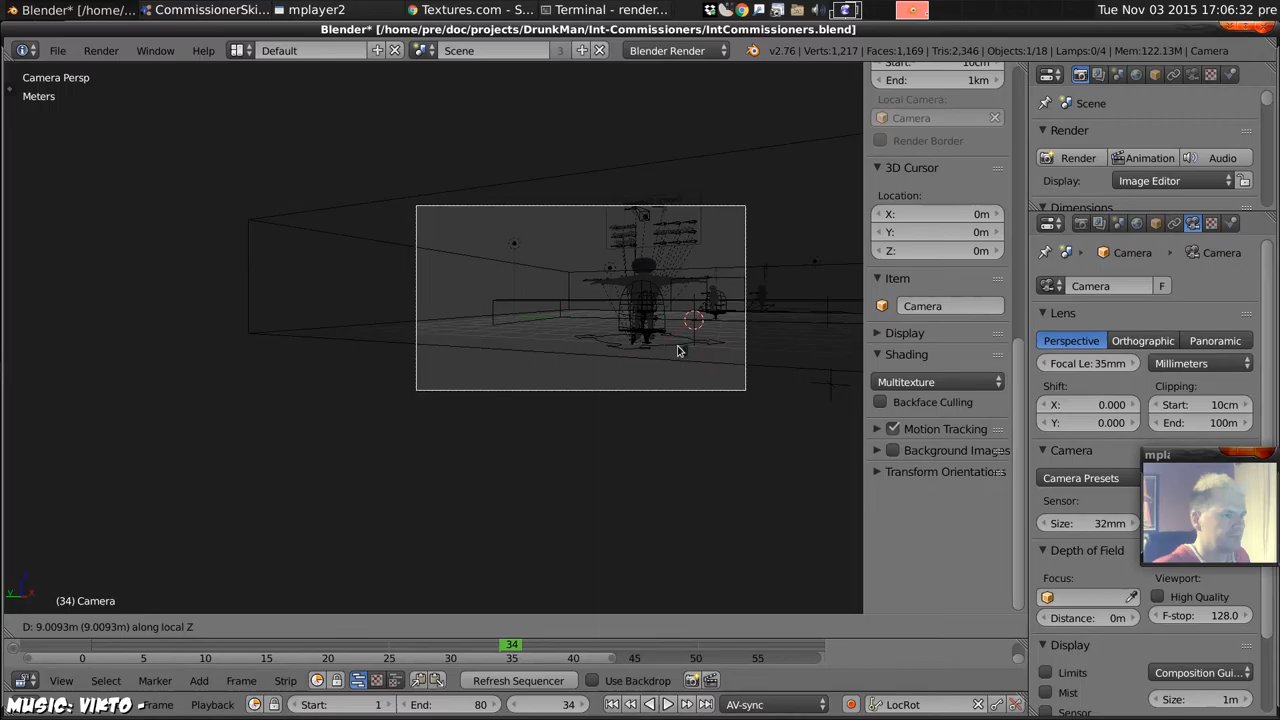 Blender* [/home/... CommissionerSki... mplayer2 Textures.com - S... Terminal - render... Tue Nov 03 2015 17:06:32 pre
Blender* [/home/pre/doc/projects/DrunkMan/Int-Commissioners/IntCommissioners.blend]
File Render Window Help Default Scene 3 Blender Render v2.76 | Verts:1,217 | Faces:1,169 | Tris:2,346 | Objects:1/18 | Lamps:0/4 | Mem:122.13M | Camera
Camera Persp
Meters
End: 1km
Local Camera:
Camera
Render Border
3D Cursor
Location:
X: 0m
Y: 0m
Z: 0m
Item
Camera
Display
Shading
Multitexture
Backface Culling
Motion Tracking
Background Images
Transform Orientations
Scene
Render
Render Animation Audio
Display: Image Editor
Dimensions
Camera Camera
Camera F
Lens
Perspective Orthographic Panoramic
Focal Le: 35mm Millimeters
Shift: Clipping:
X: 0.000 Start: 10cm
Y: 0.000 End: 100m
Camera
mpla
Camera Presets
Sensor:
Size: 32mm
Depth of Field
Focus: Viewport:
High Quality
Distance: 0m F-stop: 128.0
Display
Limits Composition Gui...
Mist
Sensor Size: 1m
(34) Camera
D: 9.0093m (9.0093m) along local Z
34
0 5 10 15 20 25 30 35 40 45 50 55
View Select Marker Add Frame Strip Refresh Sequencer Use Backdrop
MUSIC: VIKTO - Frame Playback Start: 1 End: 80 34 AV-sync LocRot